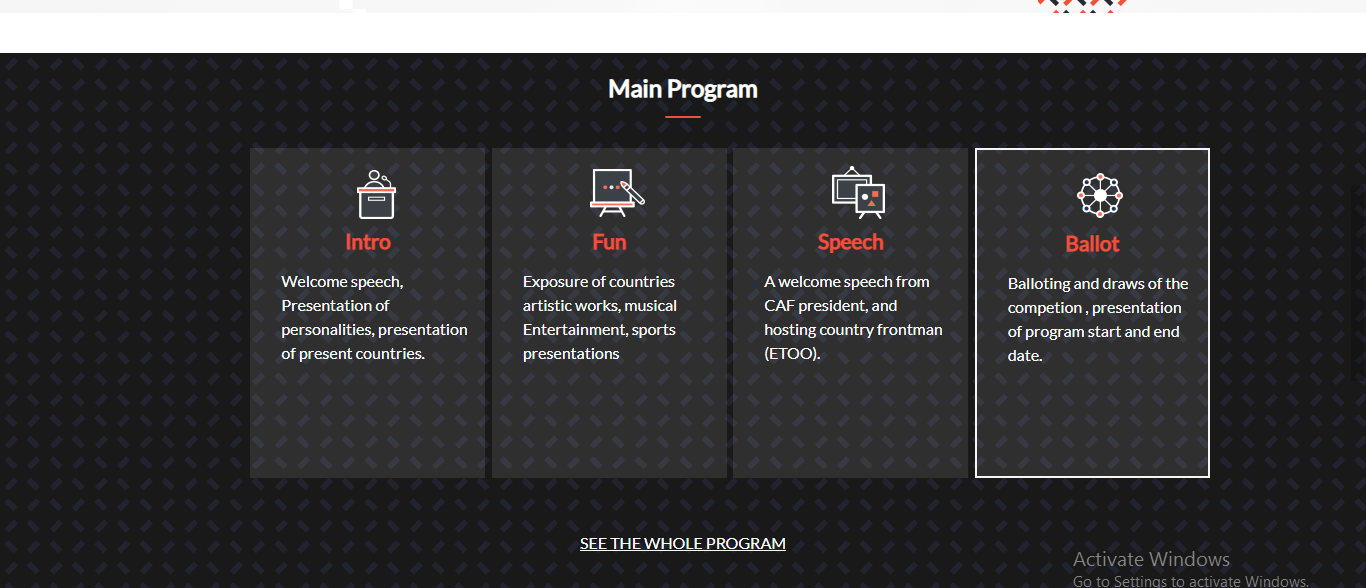 Main Program
Intro
Welcome speech,
Presentation of
personalities, presentation
of present countries.
Fun
Exposure of countries
artistic works, musical
Entertainment, sports
presentations
Speech
A welcome speech from
CAF president, and
hosting country frontman
(ETOO).
Ballot
Balloting and draws of the
competion , presentation
of program start and end
date.
SEE THE WHOLE PROGRAM
Activate Windows
Go to Settings to activate Windows.